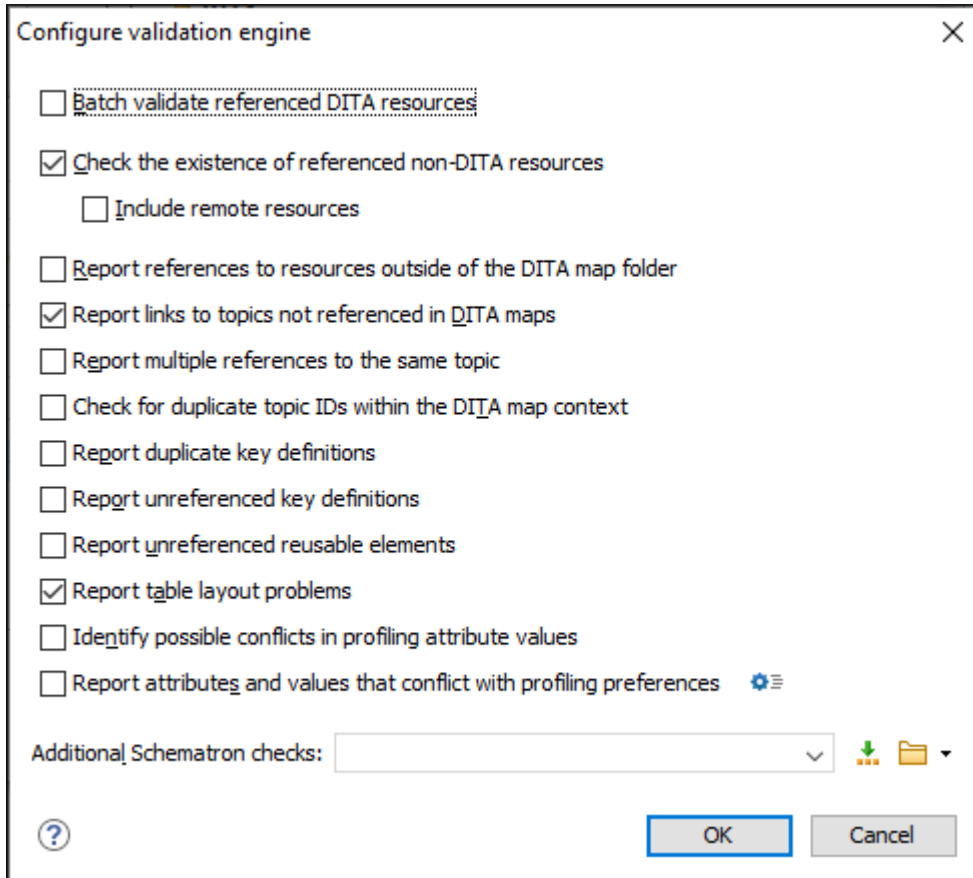 Configure validation engine
Batch validate referenced DITA resources
Check the existence of referenced non-DITA resources
Include remote resources
Report references to resources outside of the DITA map folder
Report links to topics not referenced in DITA maps
Report multiple references to the same topic
Check for duplicate topic IDs within the DITA map context
Report duplicate key definitions
Report unreferenced key definitions
Report unreferenced reusable elements
Report table layout problems
Identify possible conflicts in profiling attribute values
Report attributes and values that conflict with profiling preferences
Additional Schematron checks:
OK Cancel